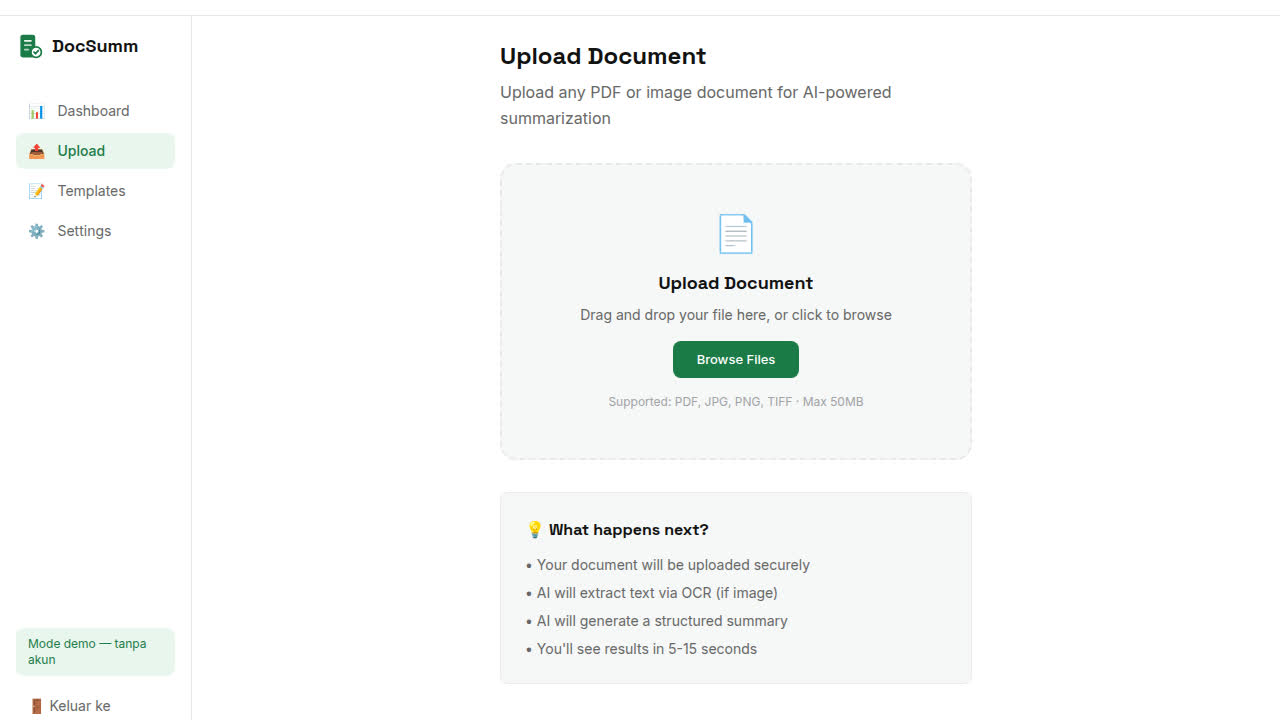 DocSumm
Dashboard
Upload
Templates
Settings
Mode demo — tanpa
akun
Keluar ke
Upload Document
Upload any PDF or image document for AI-powered
summarization
Upload Document
Drag and drop your file here, or click to browse
Browse Files
Supported: PDF, JPG, PNG, TIFF · Max 50MB
What happens next?
• Your document will be uploaded securely
• AI will extract text via OCR (if image)
• AI will generate a structured summary
• You'll see results in 5-15 seconds